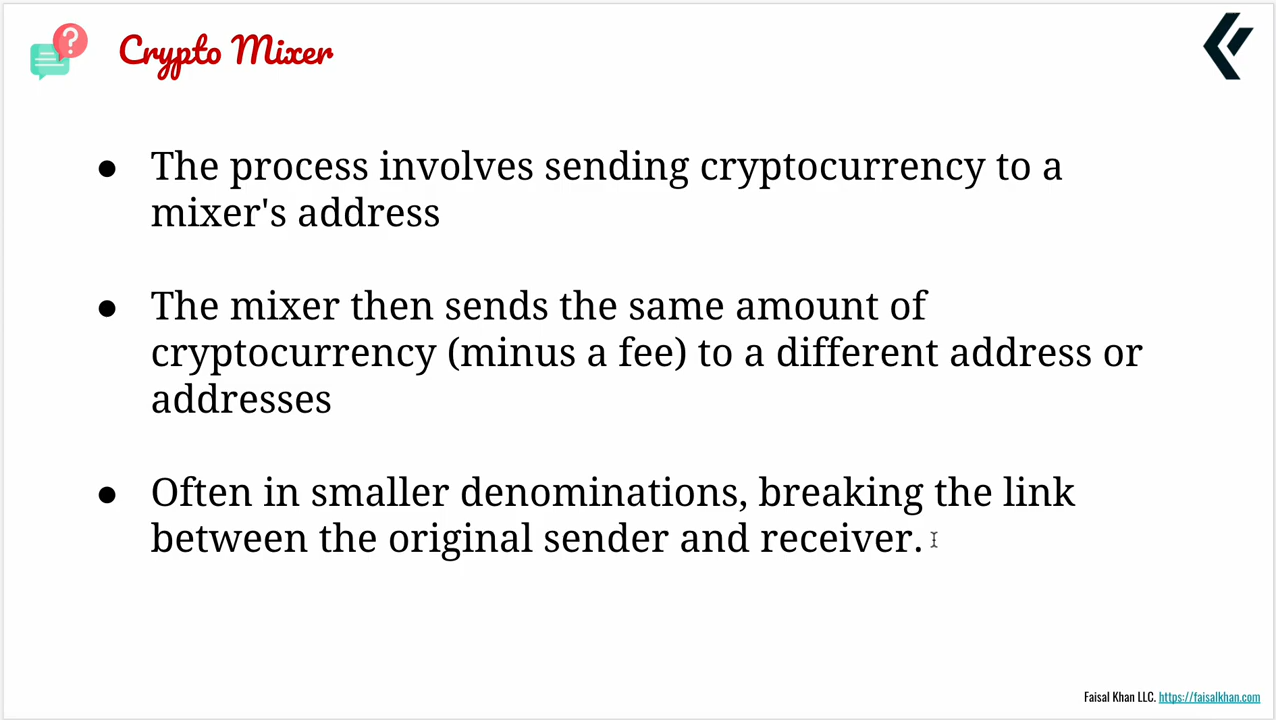 Crypto Mixer
● The process involves sending cryptocurrency to a
mixer's address
● The mixer then sends the same amount of
cryptocurrency (minus a fee) to a different address or
addresses
● Often in smaller denominations, breaking the link
between the original sender and receiver.
Faisal Khan LLC. https://faisalkhan.com